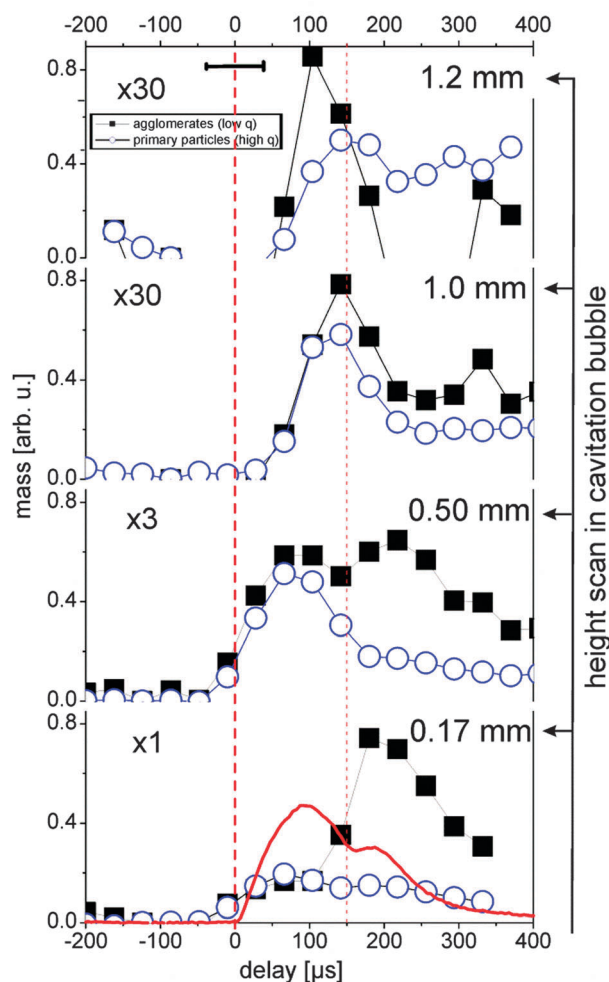 -200 -100 0 100 200 300 400
0.8
x30
1.2 mm
agglomerates (low q)
primary particles (high q)
0.4
0.0
0.8
x30
1.0 mm
0.4
0.0
0.8
x3
0.50 mm
0.4
0.0
0.8
x1
0.17 mm
0.4
0.0
-200 -100 0 100 200 300 400
delay [µs]
mass [arb. u.]
height scan in cavitation bubble